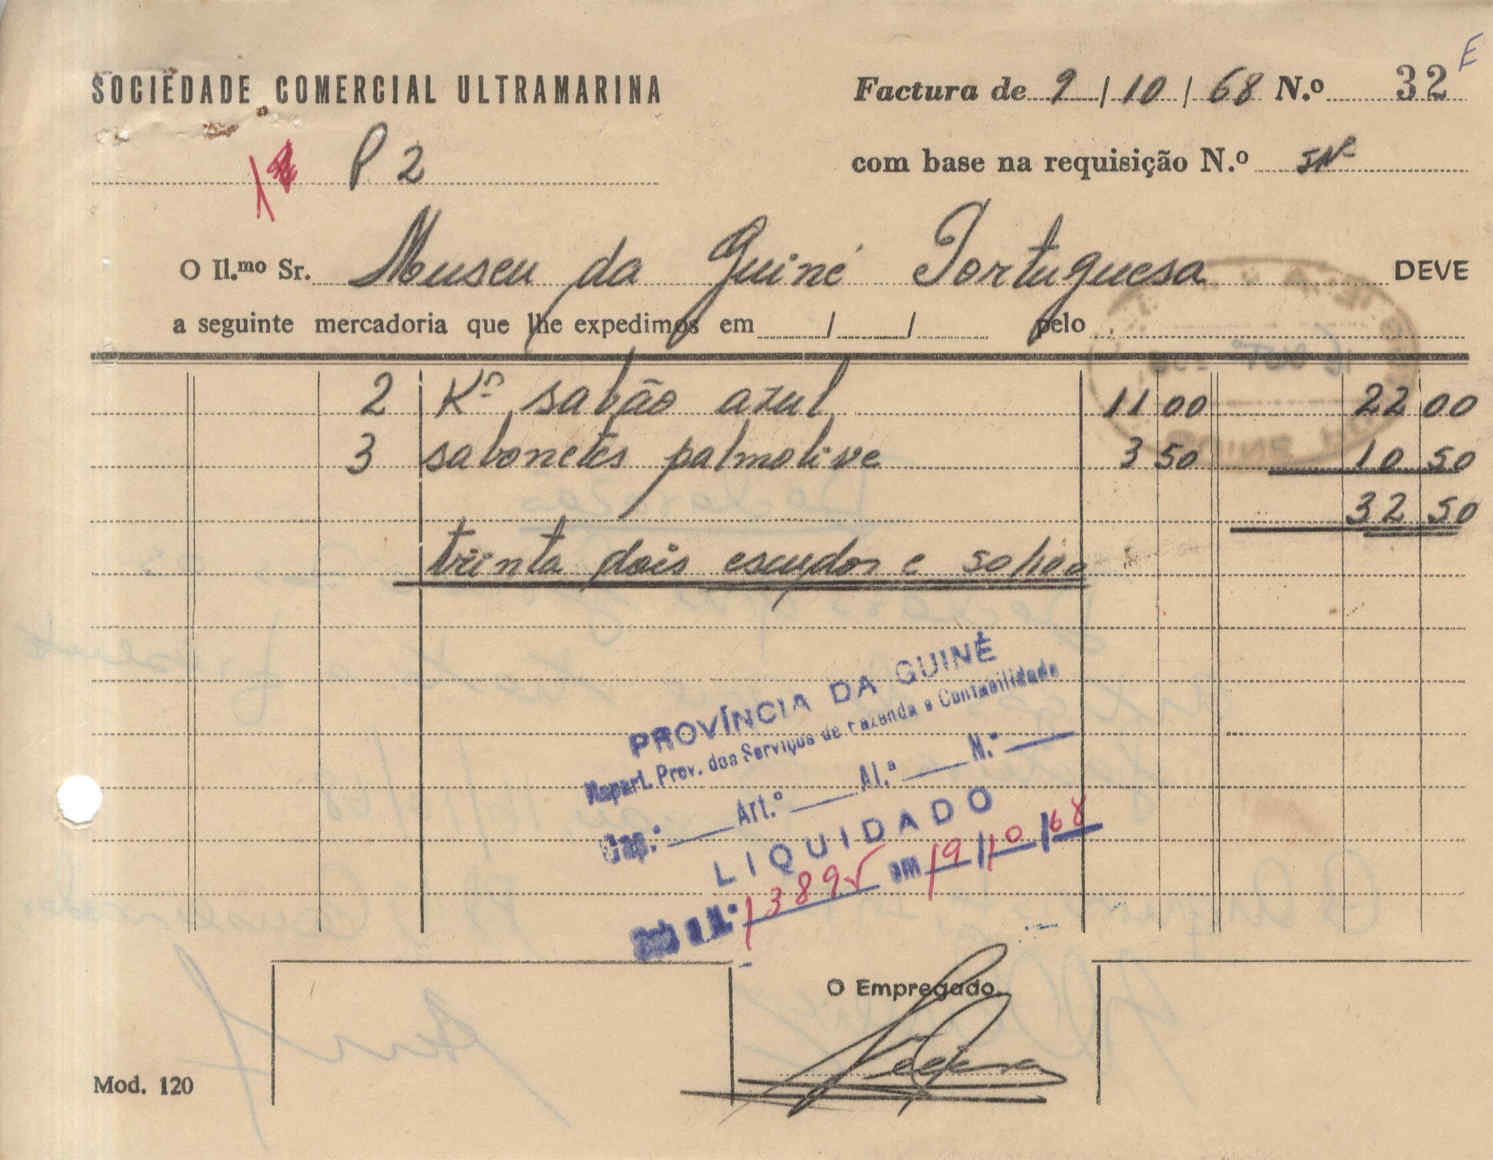 SOCIEDADE COMERCIAL ULTRAMARINA
Factura de 9 / 10 / 68 N.º 32 E
P 2
com base na requisição N.º
O Il.mo Sr. Museu da Guiné Portuguesa DEVE
a seguinte mercadoria que lhe expedimos em / / pelo
2 Kº sabão azul 11 00 22 00
3 sabonetes palmolive 3 50 10 50
32 50
trinta dois escudos e
PROVÍNCIA DA GUINÉ
Repart. Prov. dos Serviços de Fazenda e Contabilidade
Cap.º Art.º Al.ª N.º
LIQUIDADO
Sob o N.º 13895 em 19/10/68
O Empregado
Mod. 120